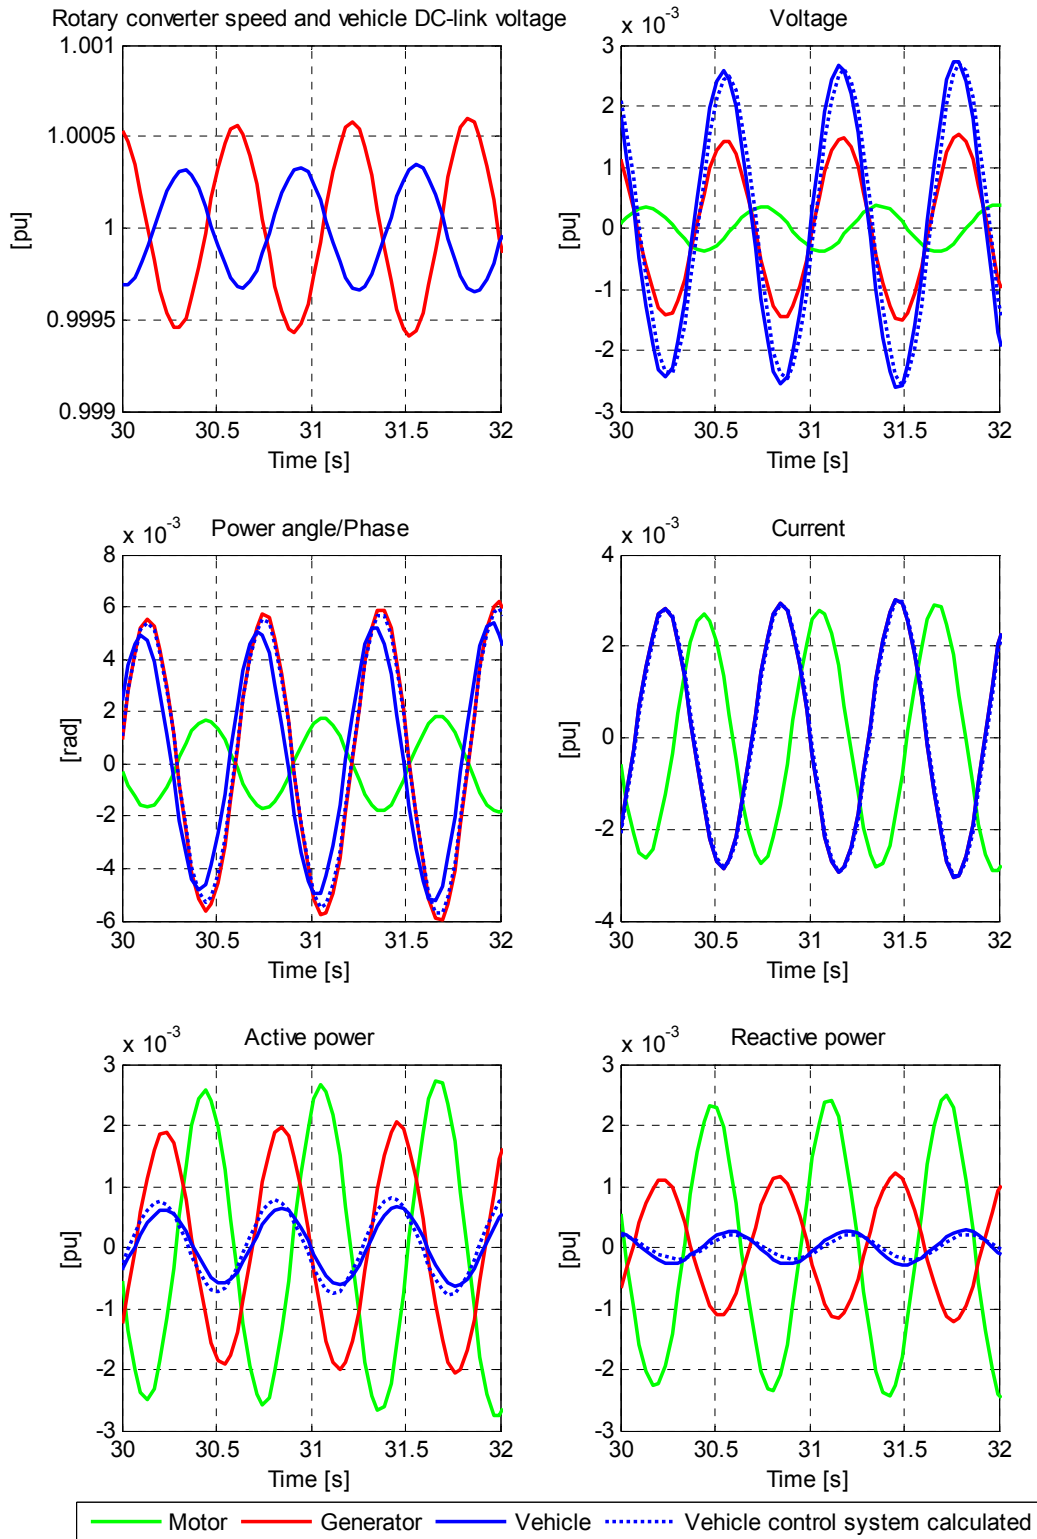 Rotary converter speed and vehicle DC-link voltage
1.001
1.0005
1
0.9995
0.999
[pu]
30 30.5 31 31.5 32
Time [s]
Voltage
x 10^-3
3
2
1
0
-1
-2
-3
[pu]
30 30.5 31 31.5 32
Time [s]
Power angle/Phase
x 10^-3
8
6
4
2
0
-2
-4
-6
[rad]
30 30.5 31 31.5 32
Time [s]
Current
x 10^-3
4
2
0
-2
-4
[pu]
30 30.5 31 31.5 32
Time [s]
Active power
x 10^-3
3
2
1
0
-1
-2
-3
[pu]
30 30.5 31 31.5 32
Time [s]
Reactive power
x 10^-3
3
2
1
0
-1
-2
-3
[pu]
30 30.5 31 31.5 32
Time [s]
Motor Generator Vehicle Vehicle control system calculated